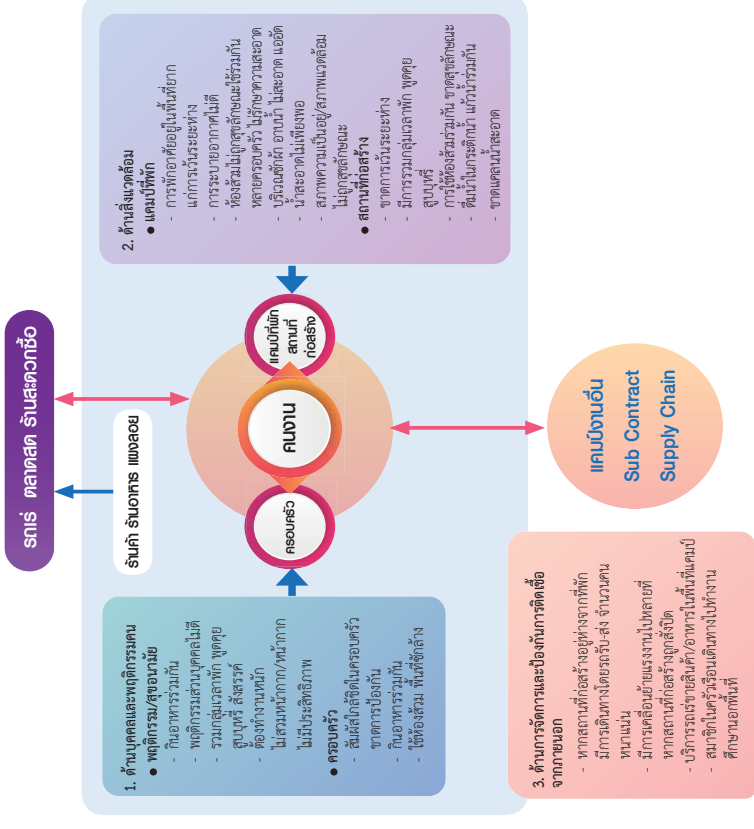 รถเร่ ตลาดสด ร้านสะดวกซื้อ
ร้านค้า ร้านอาหาร แผงลอย
1. ด้านบุคคลและพฤติกรรมคน
● พฤติกรรม/สุขอนามัย
- กินอาหารร่วมกัน
- พฤติกรรมส่วนบุคคลไม่ดี
- รวมกลุ่มเวลาพัก พูดคุย
สูบบุหรี่ สังสรรค์
- ต้องทำงานหนัก
ไม่สวมหน้ากาก/หน้ากาก
ไม่มีประสิทธิภาพ
● ครอบครัว
- สัมผัสใกล้ชิดในครอบครัว
ขาดการป้องกัน
- กินอาหารร่วมกัน
- ใช้ห้องส้วม พื้นที่ซักล้าง
ครอบครัว
คนงาน
แคมป์ที่พัก
สถานที่
ก่อสร้าง
2. ด้านสิ่งแวดล้อม
● แคมป์ที่พัก
- การพักอาศัยอยู่ในพื้นที่ยาก
แก่การเว้นระยะห่าง
- การระบายอากาศไม่ดี
- ห้องส้วมไม่ถูกสุขลักษณะใช้ร่วมกัน
หลายครอบครัว ไม่รักษาความสะอาด
- บริเวณซักผ้า อาบน้ำ ไม่สะอาด แออัด
น้ำสะอาดไม่เพียงพอ
- สภาพความเป็นอยู่/สภาพแวดล้อม
ไม่ถูกสุขลักษณะ
● สถานที่ก่อสร้าง
- ขาดการเว้นระยะห่าง
- มีการรวมกลุ่มเวลาพัก พูดคุย
สูบบุหรี่
- การใช้ห้องส้วมร่วมกัน ขาดสุขลักษณะ
- ดื่มน้ำในกระติกน้ำ แก้วน้ำร่วมกัน
- ขาดแคลนน้ำสะอาด
3. ด้านการจัดการและป้องกันการติดเชื้อ
จากภายนอก
- หากสถานที่ก่อสร้างอยู่ห่างจากที่พัก
มีการเดินทางโดยรถรับ-ส่ง จำนวนคน
หนาแน่น
- มีการเคลื่อนย้ายแรงงานไปหลายที่
หากสถานที่ก่อสร้างถูกสั่งปิด
- บริการรถเร่ขายสินค้า/อาหารในพื้นที่แคมป์
- สมาชิกในครัวเรือนเดินทางไปทำงาน
ศึกษานอกพื้นที่
แคมป์งานอื่น
Sub Contract
Supply Chain